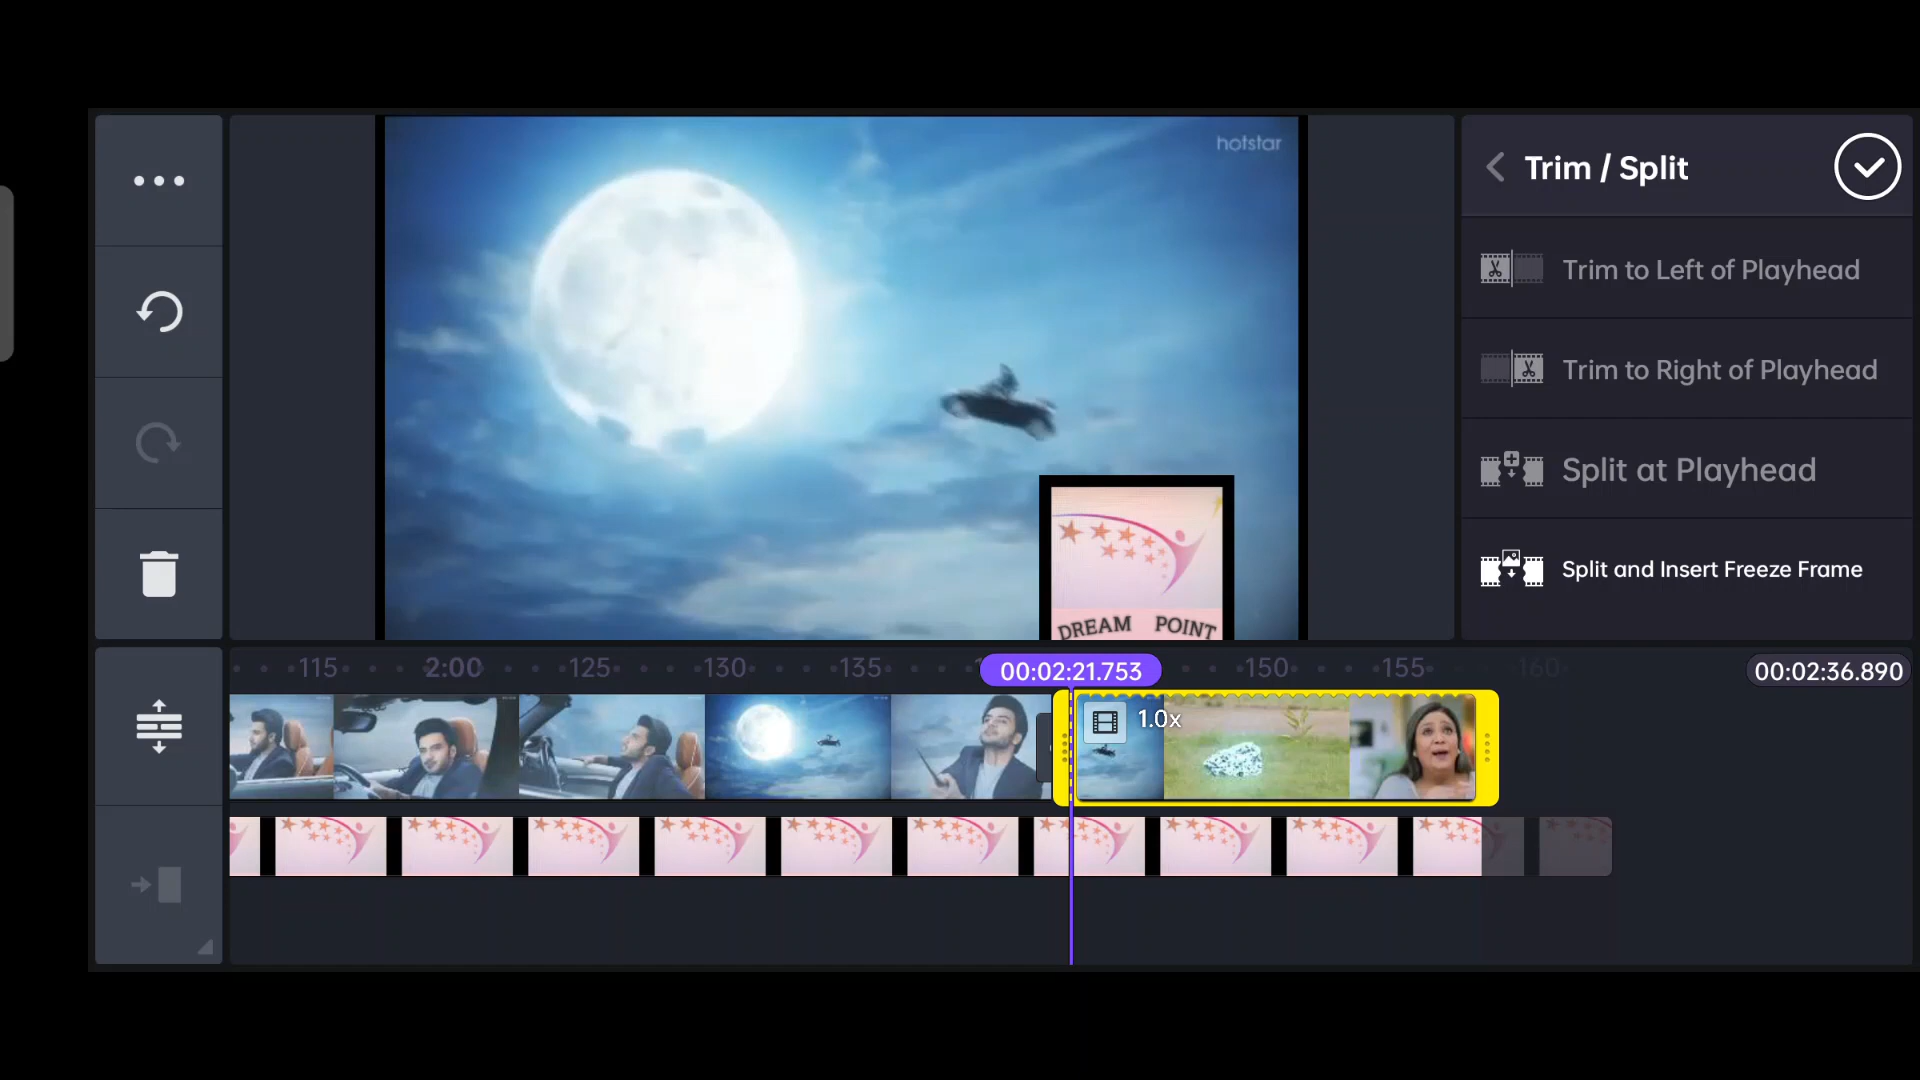 hotstar
Trim / Split
Trim to Left of Playhead
Trim to Right of Playhead
Split at Playhead
Split and Insert Freeze Frame
DREAM POINT
115 2:00 125 130 135 00:02:21.753 150 155 160 00:02:36.890
1.0x